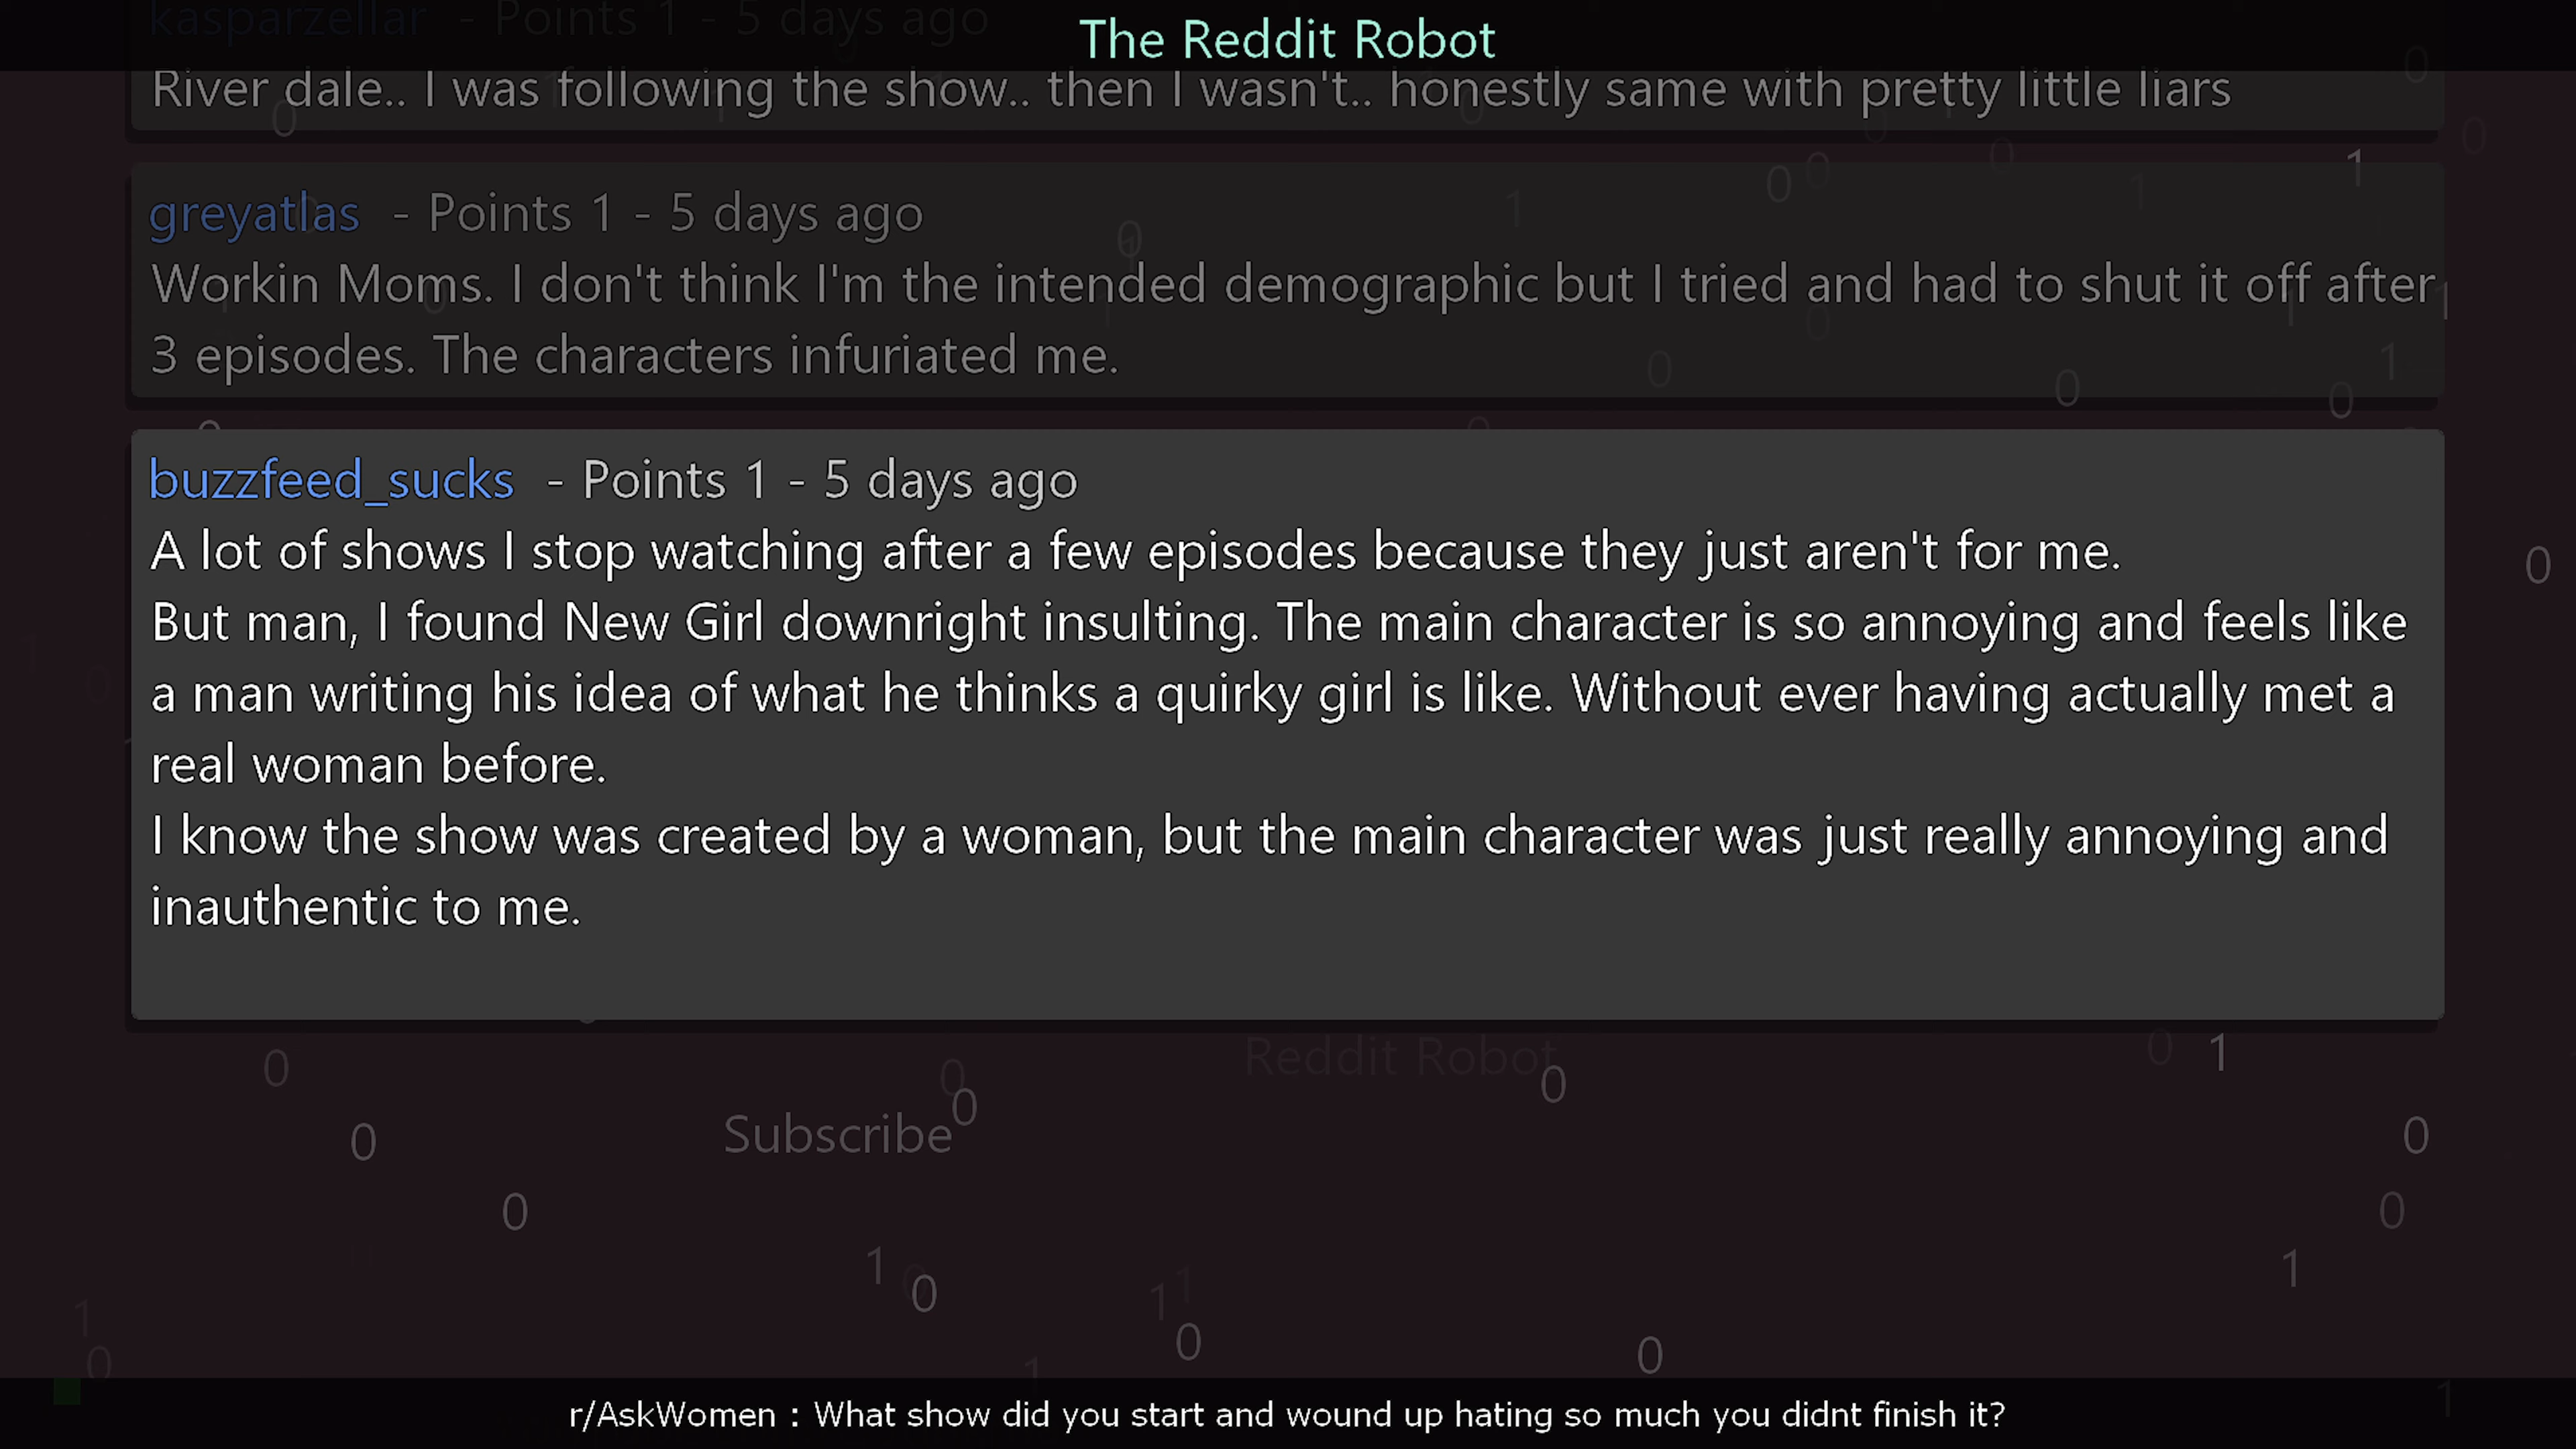 kasparzellar - Points 1 - 5 days ago
The Reddit Robot
River dale.. I was following the show.. then I wasn't.. honestly same with pretty little liars
greyatlas - Points 1 - 5 days ago
Workin Moms. I don't think I'm the intended demographic but I tried and had to shut it off after
3 episodes. The characters infuriated me.
buzzfeed_sucks - Points 1 - 5 days ago
A lot of shows I stop watching after a few episodes because they just aren't for me.
But man, I found New Girl downright insulting. The main character is so annoying and feels like
a man writing his idea of what he thinks a quirky girl is like. Without ever having actually met a
real woman before.
I know the show was created by a woman, but the main character was just really annoying and
inauthentic to me.
Reddit Robot
Subscribe
r/AskWomen : What show did you start and wound up hating so much you didnt finish it?